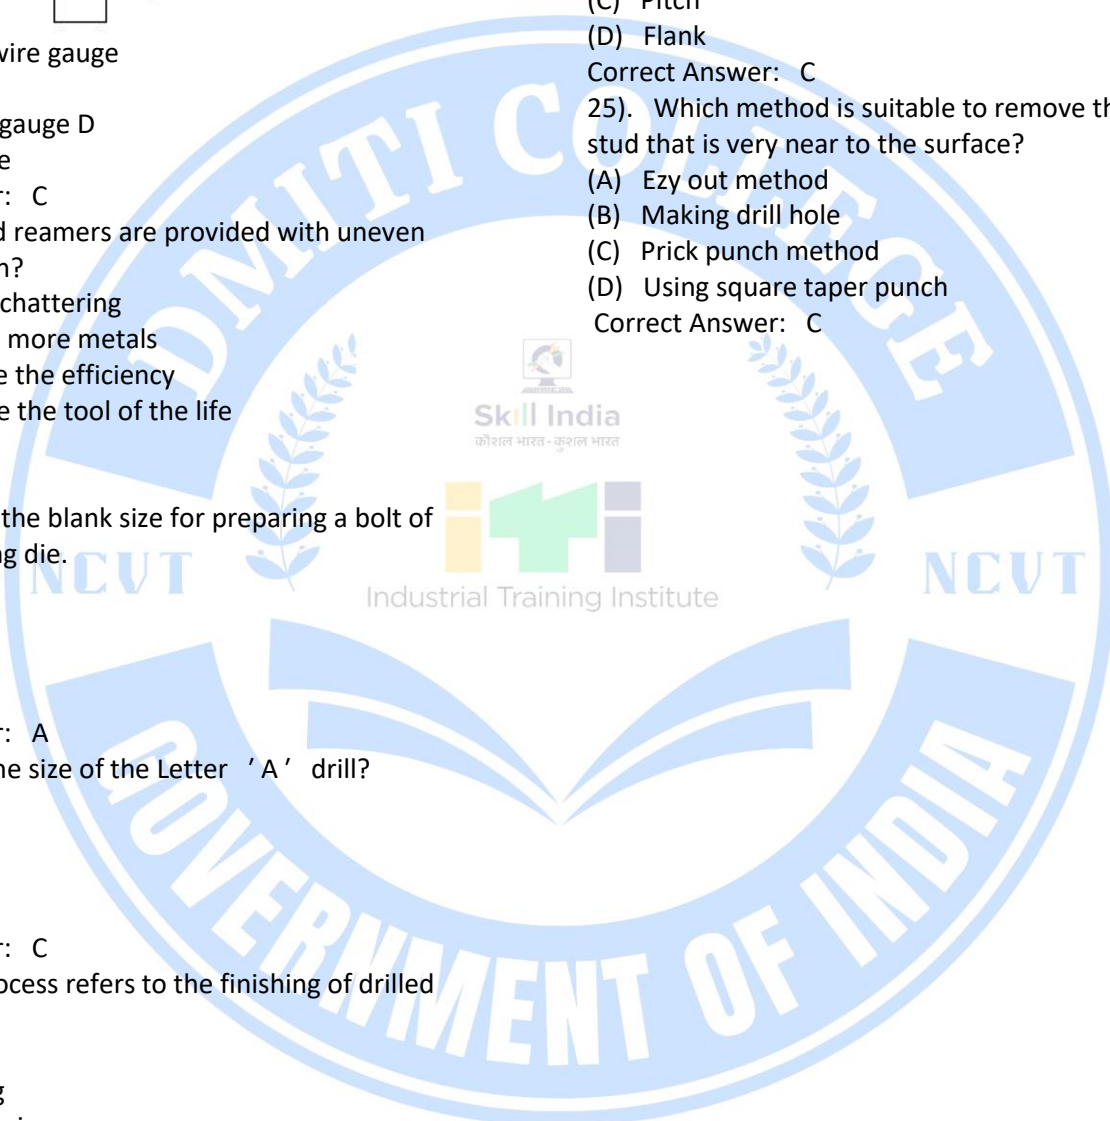 wire gauge
gauge D
e
r: C
d reamers are provided with uneven
n?
chattering
more metals
e the efficiency
e the tool of the life
the blank size for preparing a bolt of
ng die.
r: A
ne size of the Letter ′A′ drill?
r: C
ocess refers to the finishing of drilled
g
(C) Pitch
(D) Flank
Correct Answer: C
25). Which method is suitable to remove th
stud that is very near to the surface?
(A) Ezy out method
(B) Making drill hole
(C) Prick punch method
(D) Using square taper punch
Correct Answer: C
DMITI COLLEGE
Skill India
कौशल भारत-कुशल भारत
iTi
Industrial Training Institute
NCVT
NCVT
GOVERNMENT OF INDIA